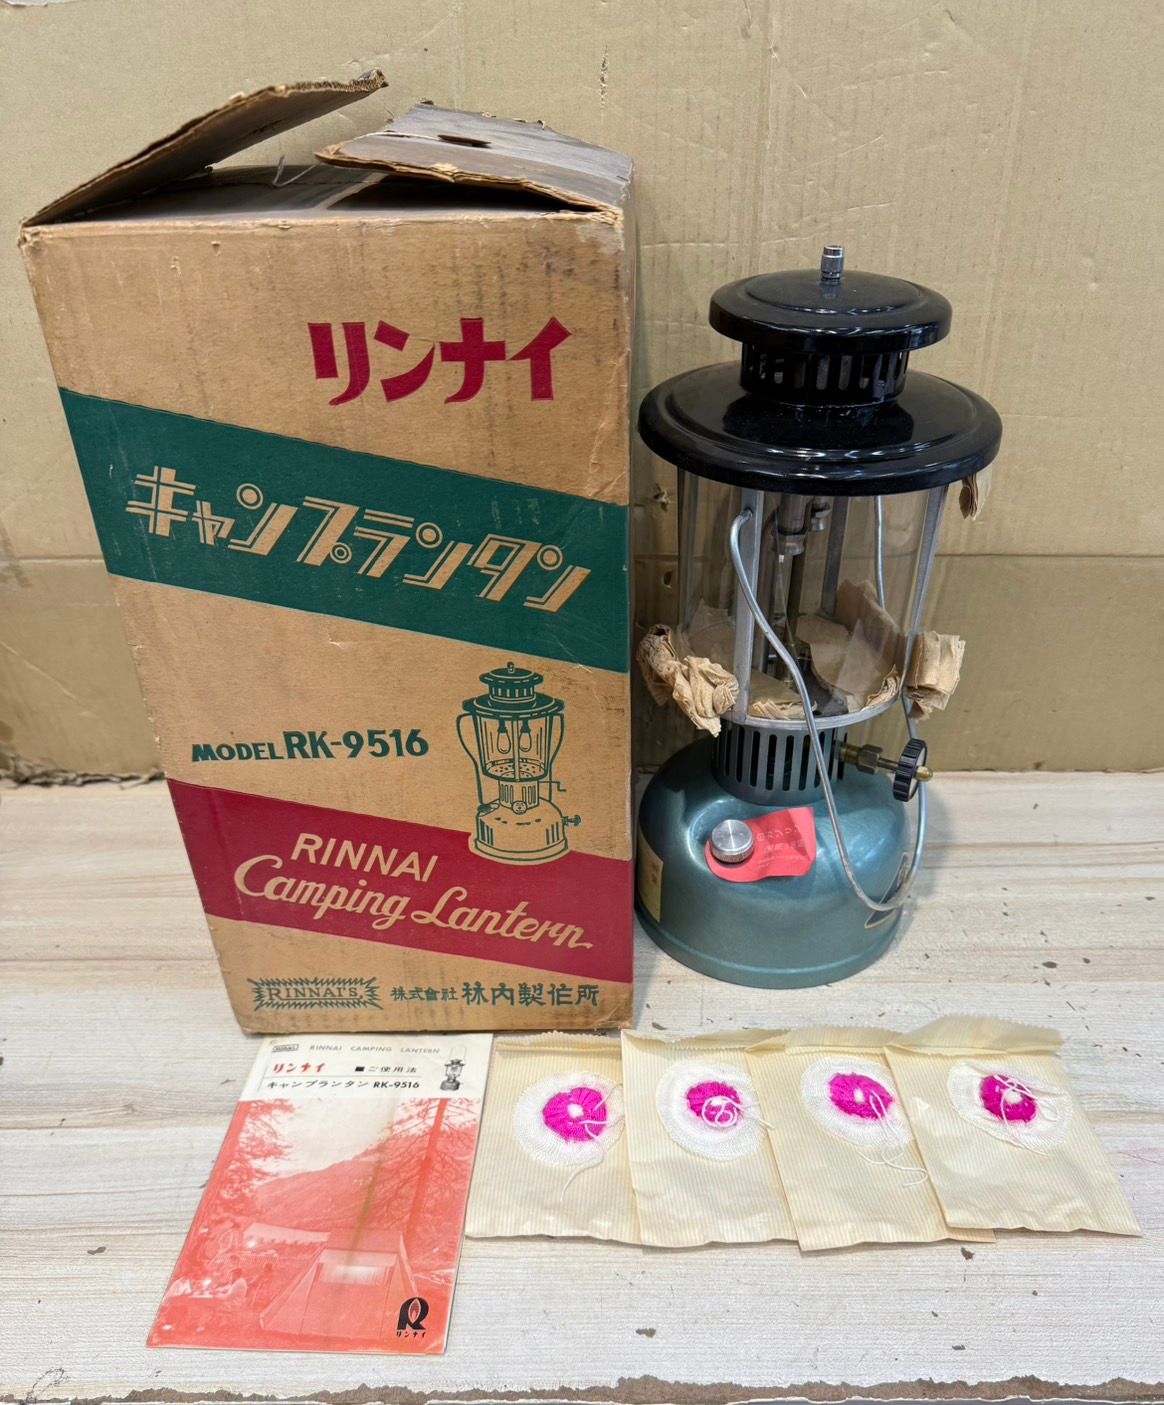 リンナイ
キャンプランタン
MODEL RK-9516
RINNAI
Camping Lantern
RINNAI'S 株式會社 林内製作所
RINNAI CAMPING LANTERN
リンナイ ■ご使用法
キャンプランタン RK-9516
リンナイ